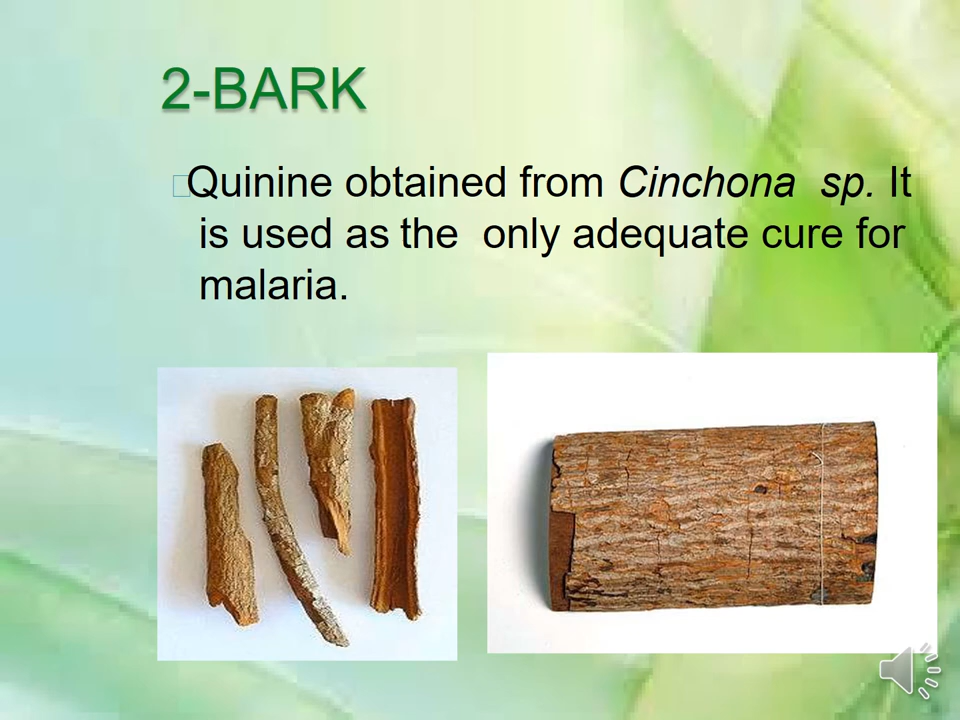 2-BARK
Quinine obtained from Cinchona sp. It
is used as the only adequate cure for
malaria.